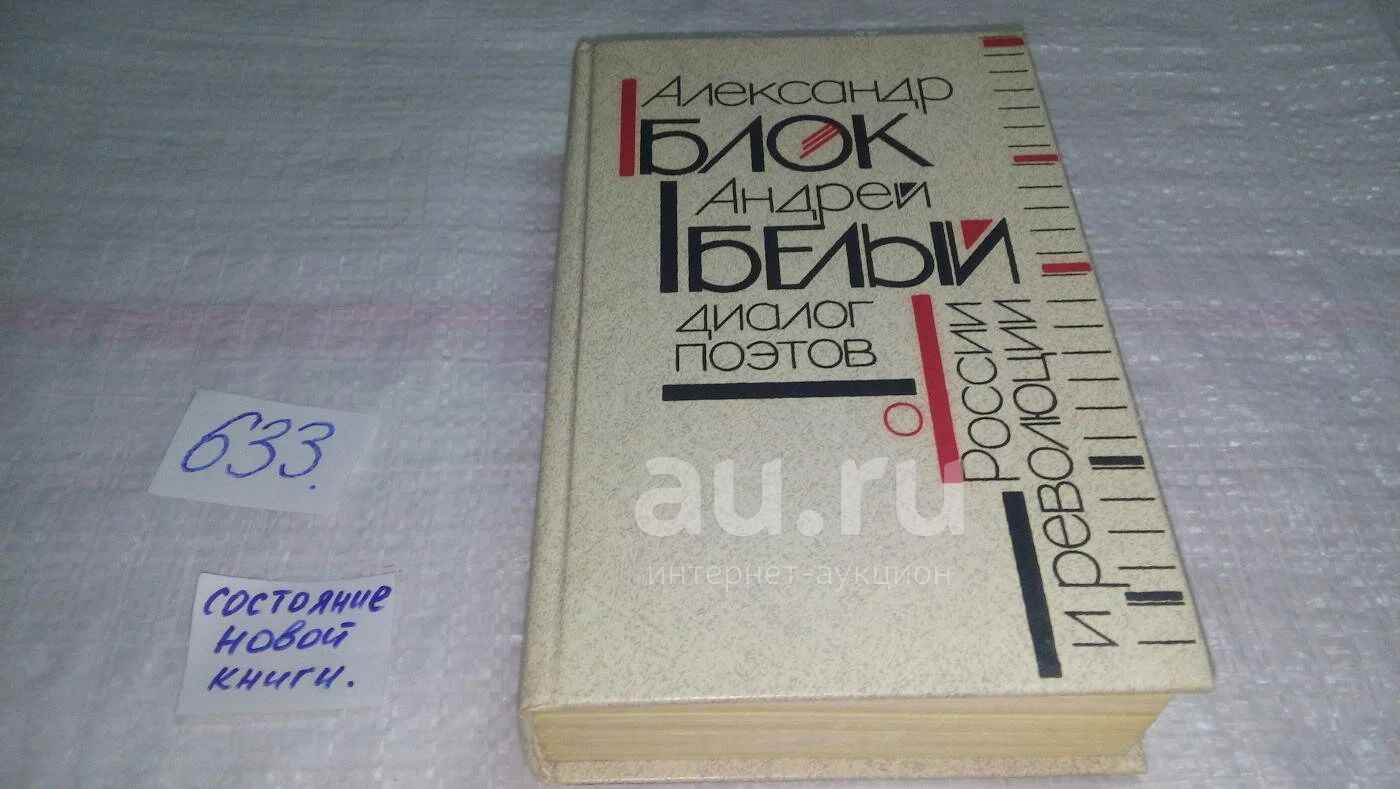 Александр
БЛОК
Андрей
БЕЛЫЙ
диалог
поэтов
о
России
и революции
633.
состояние
новой
книги.
au.ru
интернет-аукцион